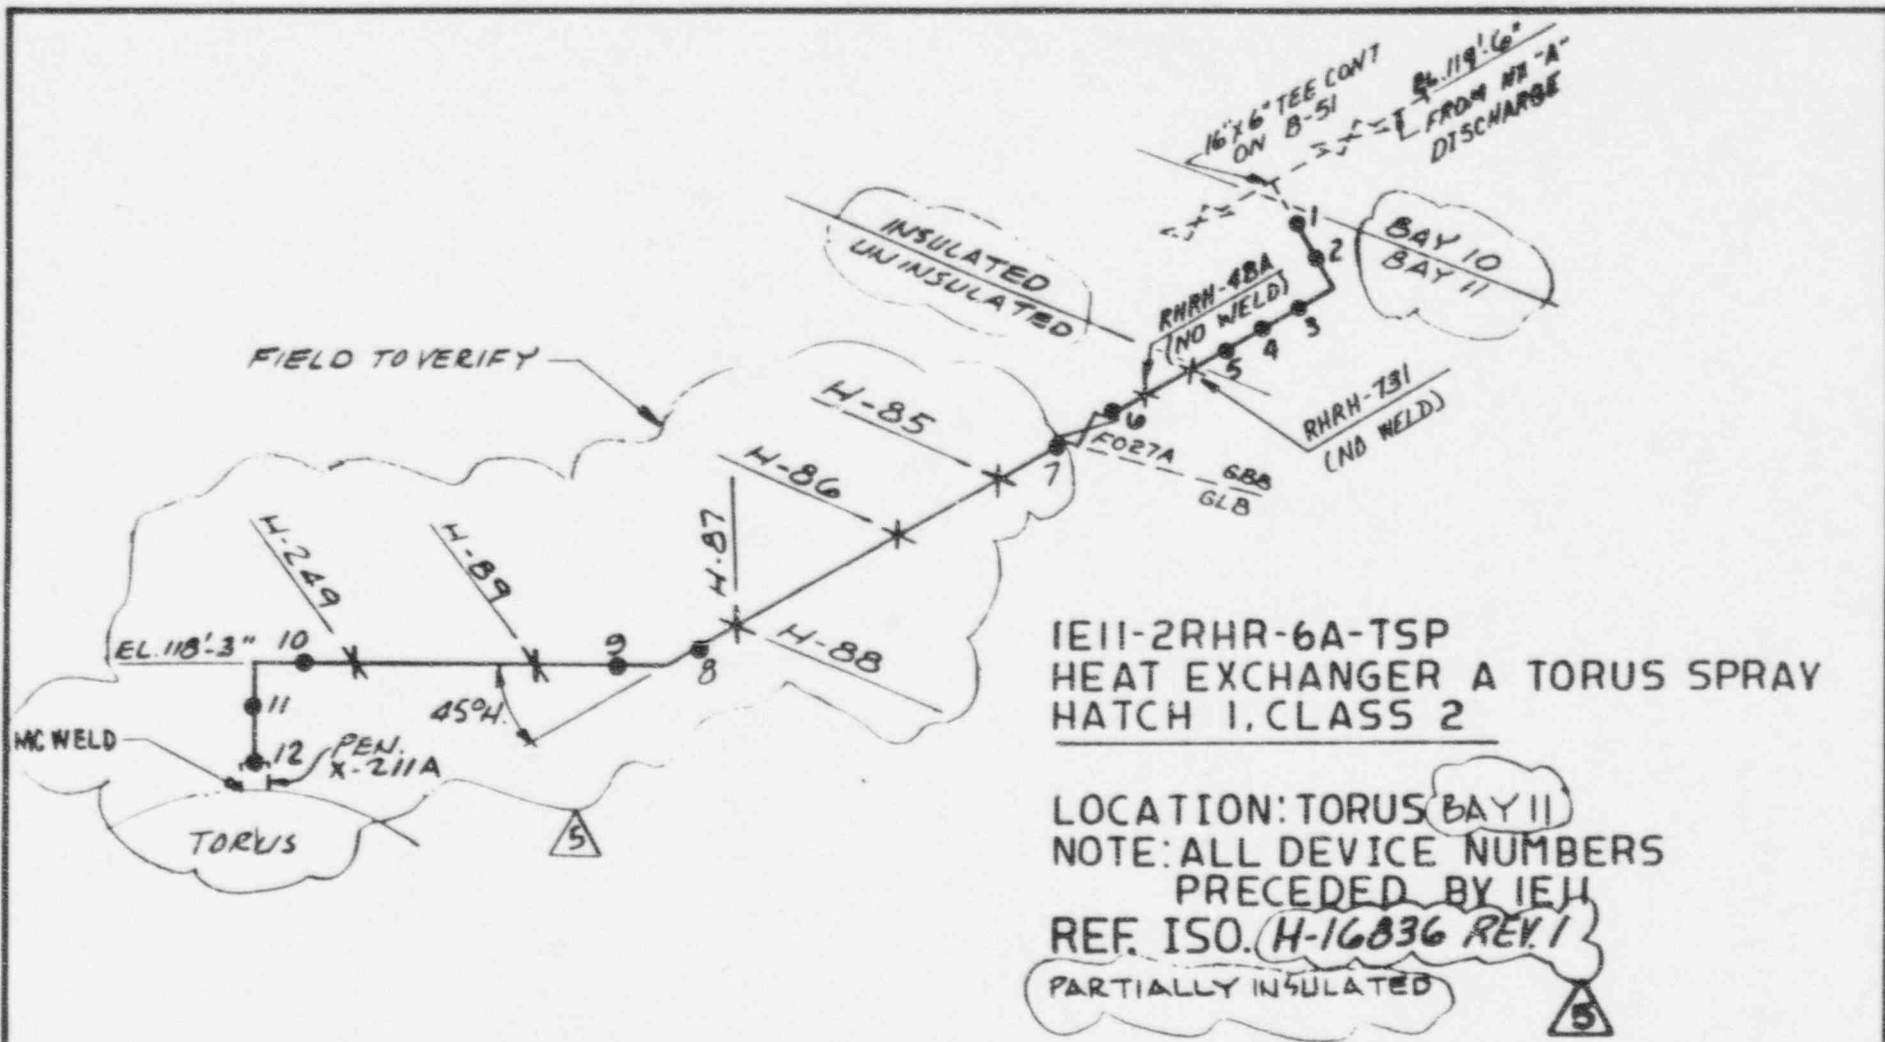 16"x6" TEE CONT
ON B-51
EL.119'-6"
FROM HX "A"
DISCHARGE
1
2
BAY 10
BAY 11
INSULATED
UNINSULATED
RHRH-48A
(NO WELD)
3
4
5
RHRH-731
(NO WELD)
6
FIELD TO VERIFY
H-85
7
F027A
GBB
GLB
H-86
H-87
H-88
H-249
H-89
EL.118'-3"
10
9
8
11
45°H.
MC WELD
12
PEN.
X-211A
TORUS
5
1E11-2RHR-6A-TSP
HEAT EXCHANGER A TORUS SPRAY
HATCH 1, CLASS 2
LOCATION: TORUS BAY 11
NOTE: ALL DEVICE NUMBERS
PRECEDED BY 1E11
REF. ISO. H-16836 REV. 1
PARTIALLY INSULATED
5